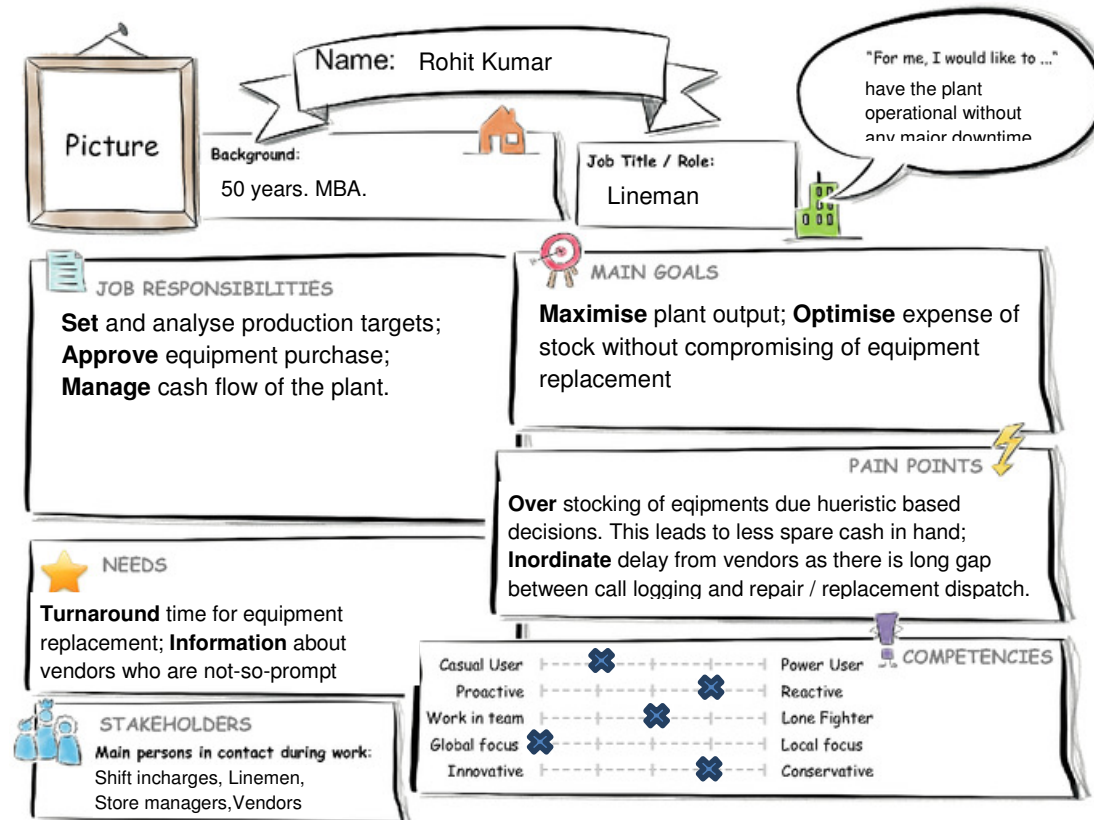 Name: Rohit Kumar
Picture
Background:
50 years. MBA.
Job Title / Role:
Lineman
"For me, I would like to ..."
have the plant
operational without
any major downtime
JOB RESPONSIBILITIES
Set and analyse production targets;
Approve equipment purchase;
Manage cash flow of the plant.
MAIN GOALS
Maximise plant output; Optimise expense of
stock without compromising of equipment
replacement
PAIN POINTS
Over stocking of eqipments due hueristic based
decisions. This leads to less spare cash in hand;
Inordinate delay from vendors as there is long gap
between call logging and repair / replacement dispatch.
NEEDS
Turnaround time for equipment
replacement; Information about
vendors who are not-so-prompt
COMPETENCIES
Casual User Power User
Proactive Reactive
Work in team Lone Fighter
Global focus Local focus
Innovative Conservative
STAKEHOLDERS
Main persons in contact during work:
Shift incharges, Linemen,
Store managers,Vendors